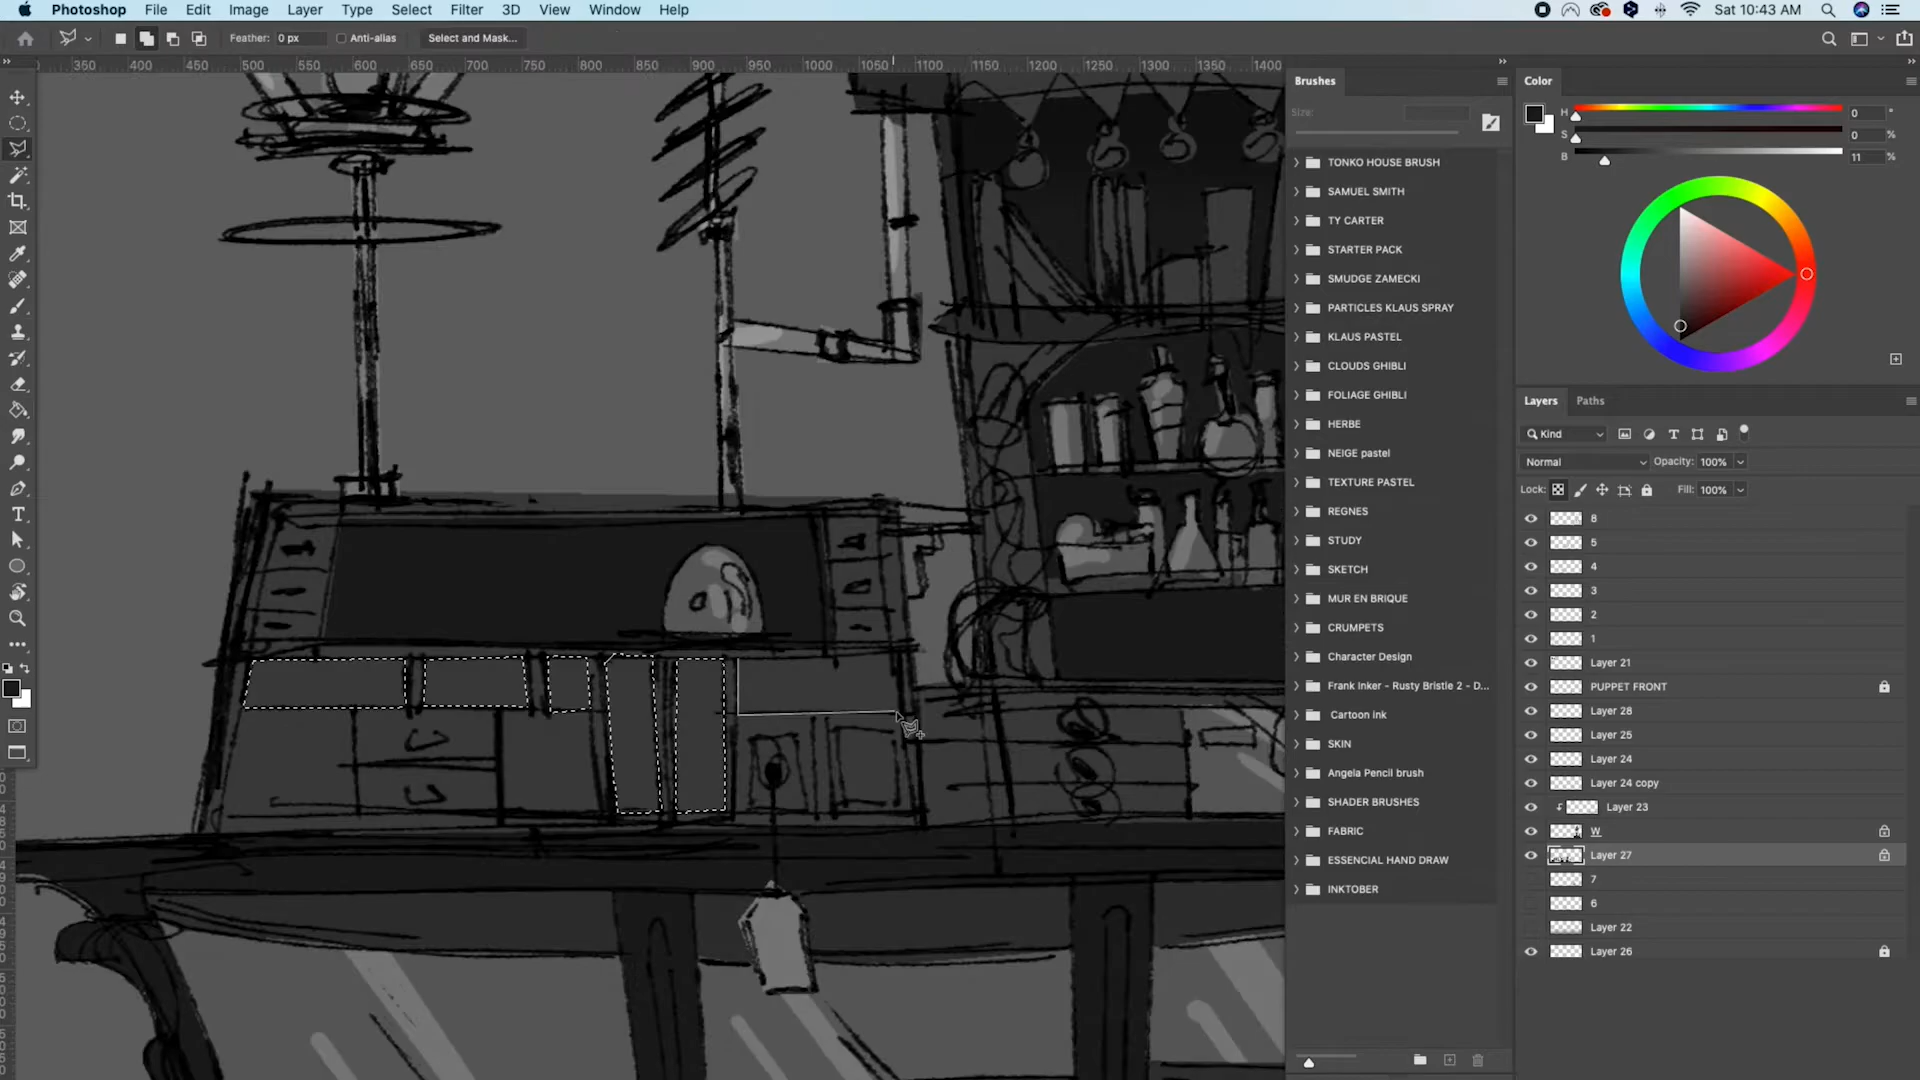 Photoshop File Edit Image Layer Type Select Filter 3D View Window Help Sat 10:43 AM
Feather: 0 px Anti-alias Select and Mask...
350 400 450 500 550 600 650 700 750 800 850 900 950 1000 1050 1100 1150 1200 1250 1300 1350 1400
Brushes
Size:
TONKO HOUSE BRUSH
SAMUEL SMITH
TY CARTER
STARTER PACK
SMUDGE ZAMECKI
PARTICLES KLAUS SPRAY
KLAUS PASTEL
CLOUDS GHIBLI
FOLIAGE GHIBLI
HERBE
NEIGE pastel
TEXTURE PASTEL
REGNES
STUDY
SKETCH
MUR EN BRIQUE
CRUMPETS
Character Design
Frank Inker - Rusty Bristle 2 - D...
Cartoon ink
SKIN
Angela Pencil brush
SHADER BRUSHES
FABRIC
ESSENCIAL HAND DRAW
INKTOBER
Color
H 0 °
S 0 %
B 11 %
Layers Paths
Kind
Normal Opacity: 100%
Lock: Fill: 100%
8
5
4
3
2
1
Layer 21
PUPPET FRONT
Layer 28
Layer 25
Layer 24
Layer 24 copy
Layer 23
W
Layer 27
7
6
Layer 22
Layer 26